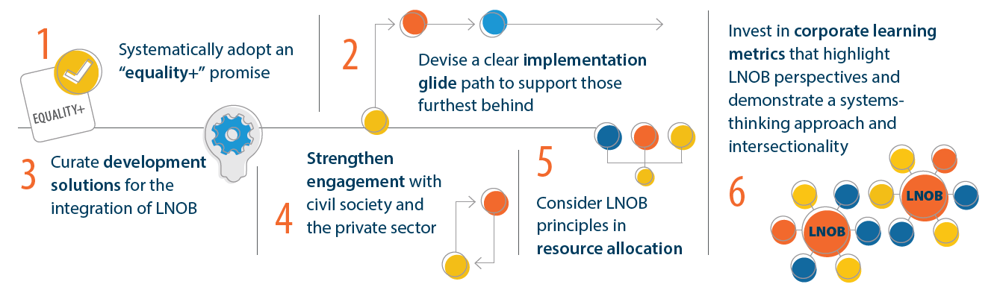 1
Systematically adopt an
“equality+” promise
EQUALITY+
2
Devise a clear implementation
glide path to support those
furthest behind
3
Curate development
solutions for the
integration of LNOB
4
Strengthen
engagement with
civil society and
the private sector
5
Consider LNOB
principles in
resource allocation
6
Invest in corporate learning
metrics that highlight
LNOB perspectives and
demonstrate a systems-
thinking approach and
intersectionality
LNOB
LNOB